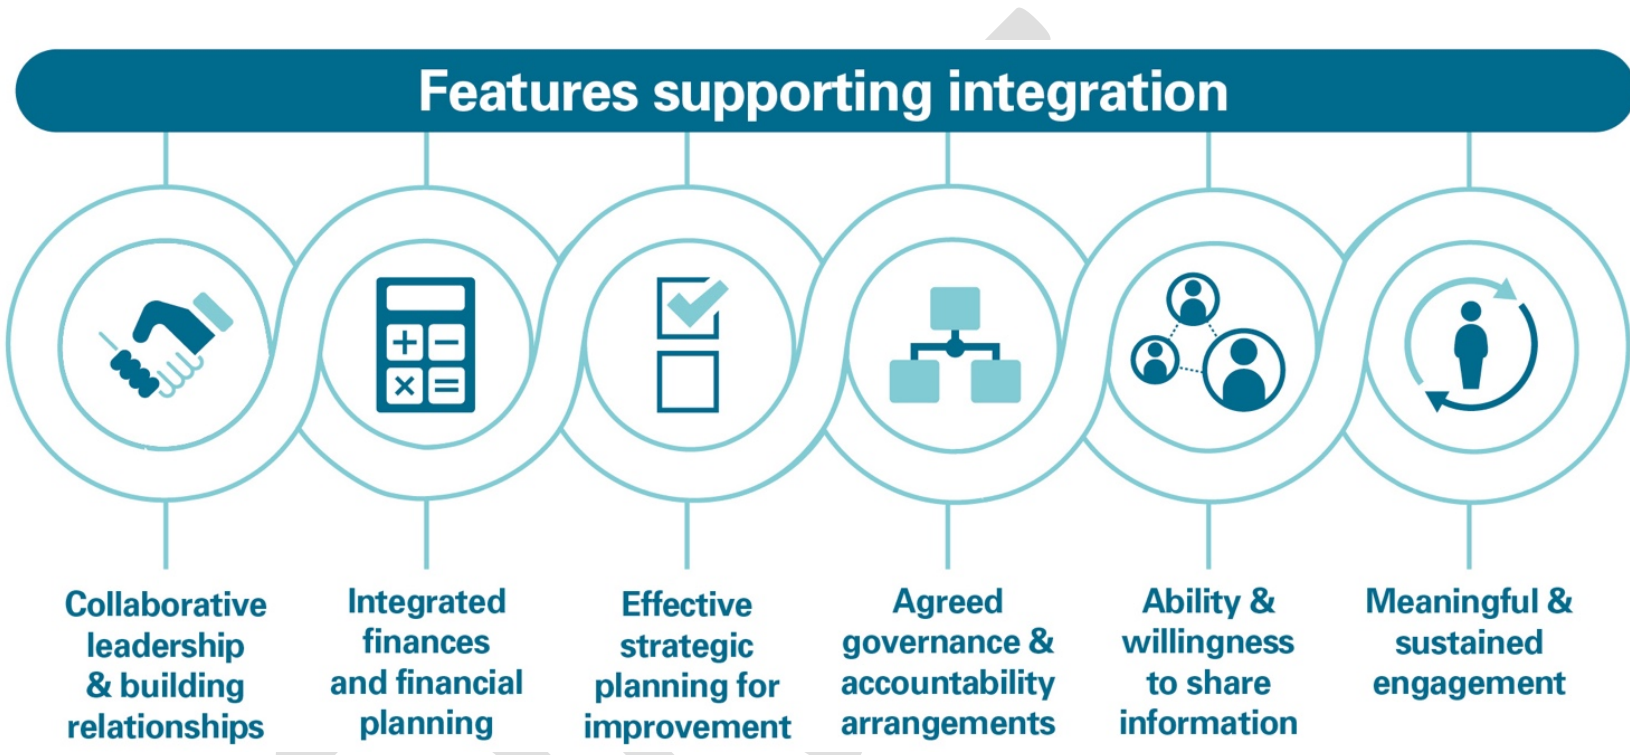 Features supporting integration
Collaborative
leadership
& building
relationships
Integrated
finances
and financial
planning
Effective
strategic
planning for
improvement
Agreed
governance &
accountability
arrangements
Ability &
willingness
to share
information
Meaningful &
sustained
engagement